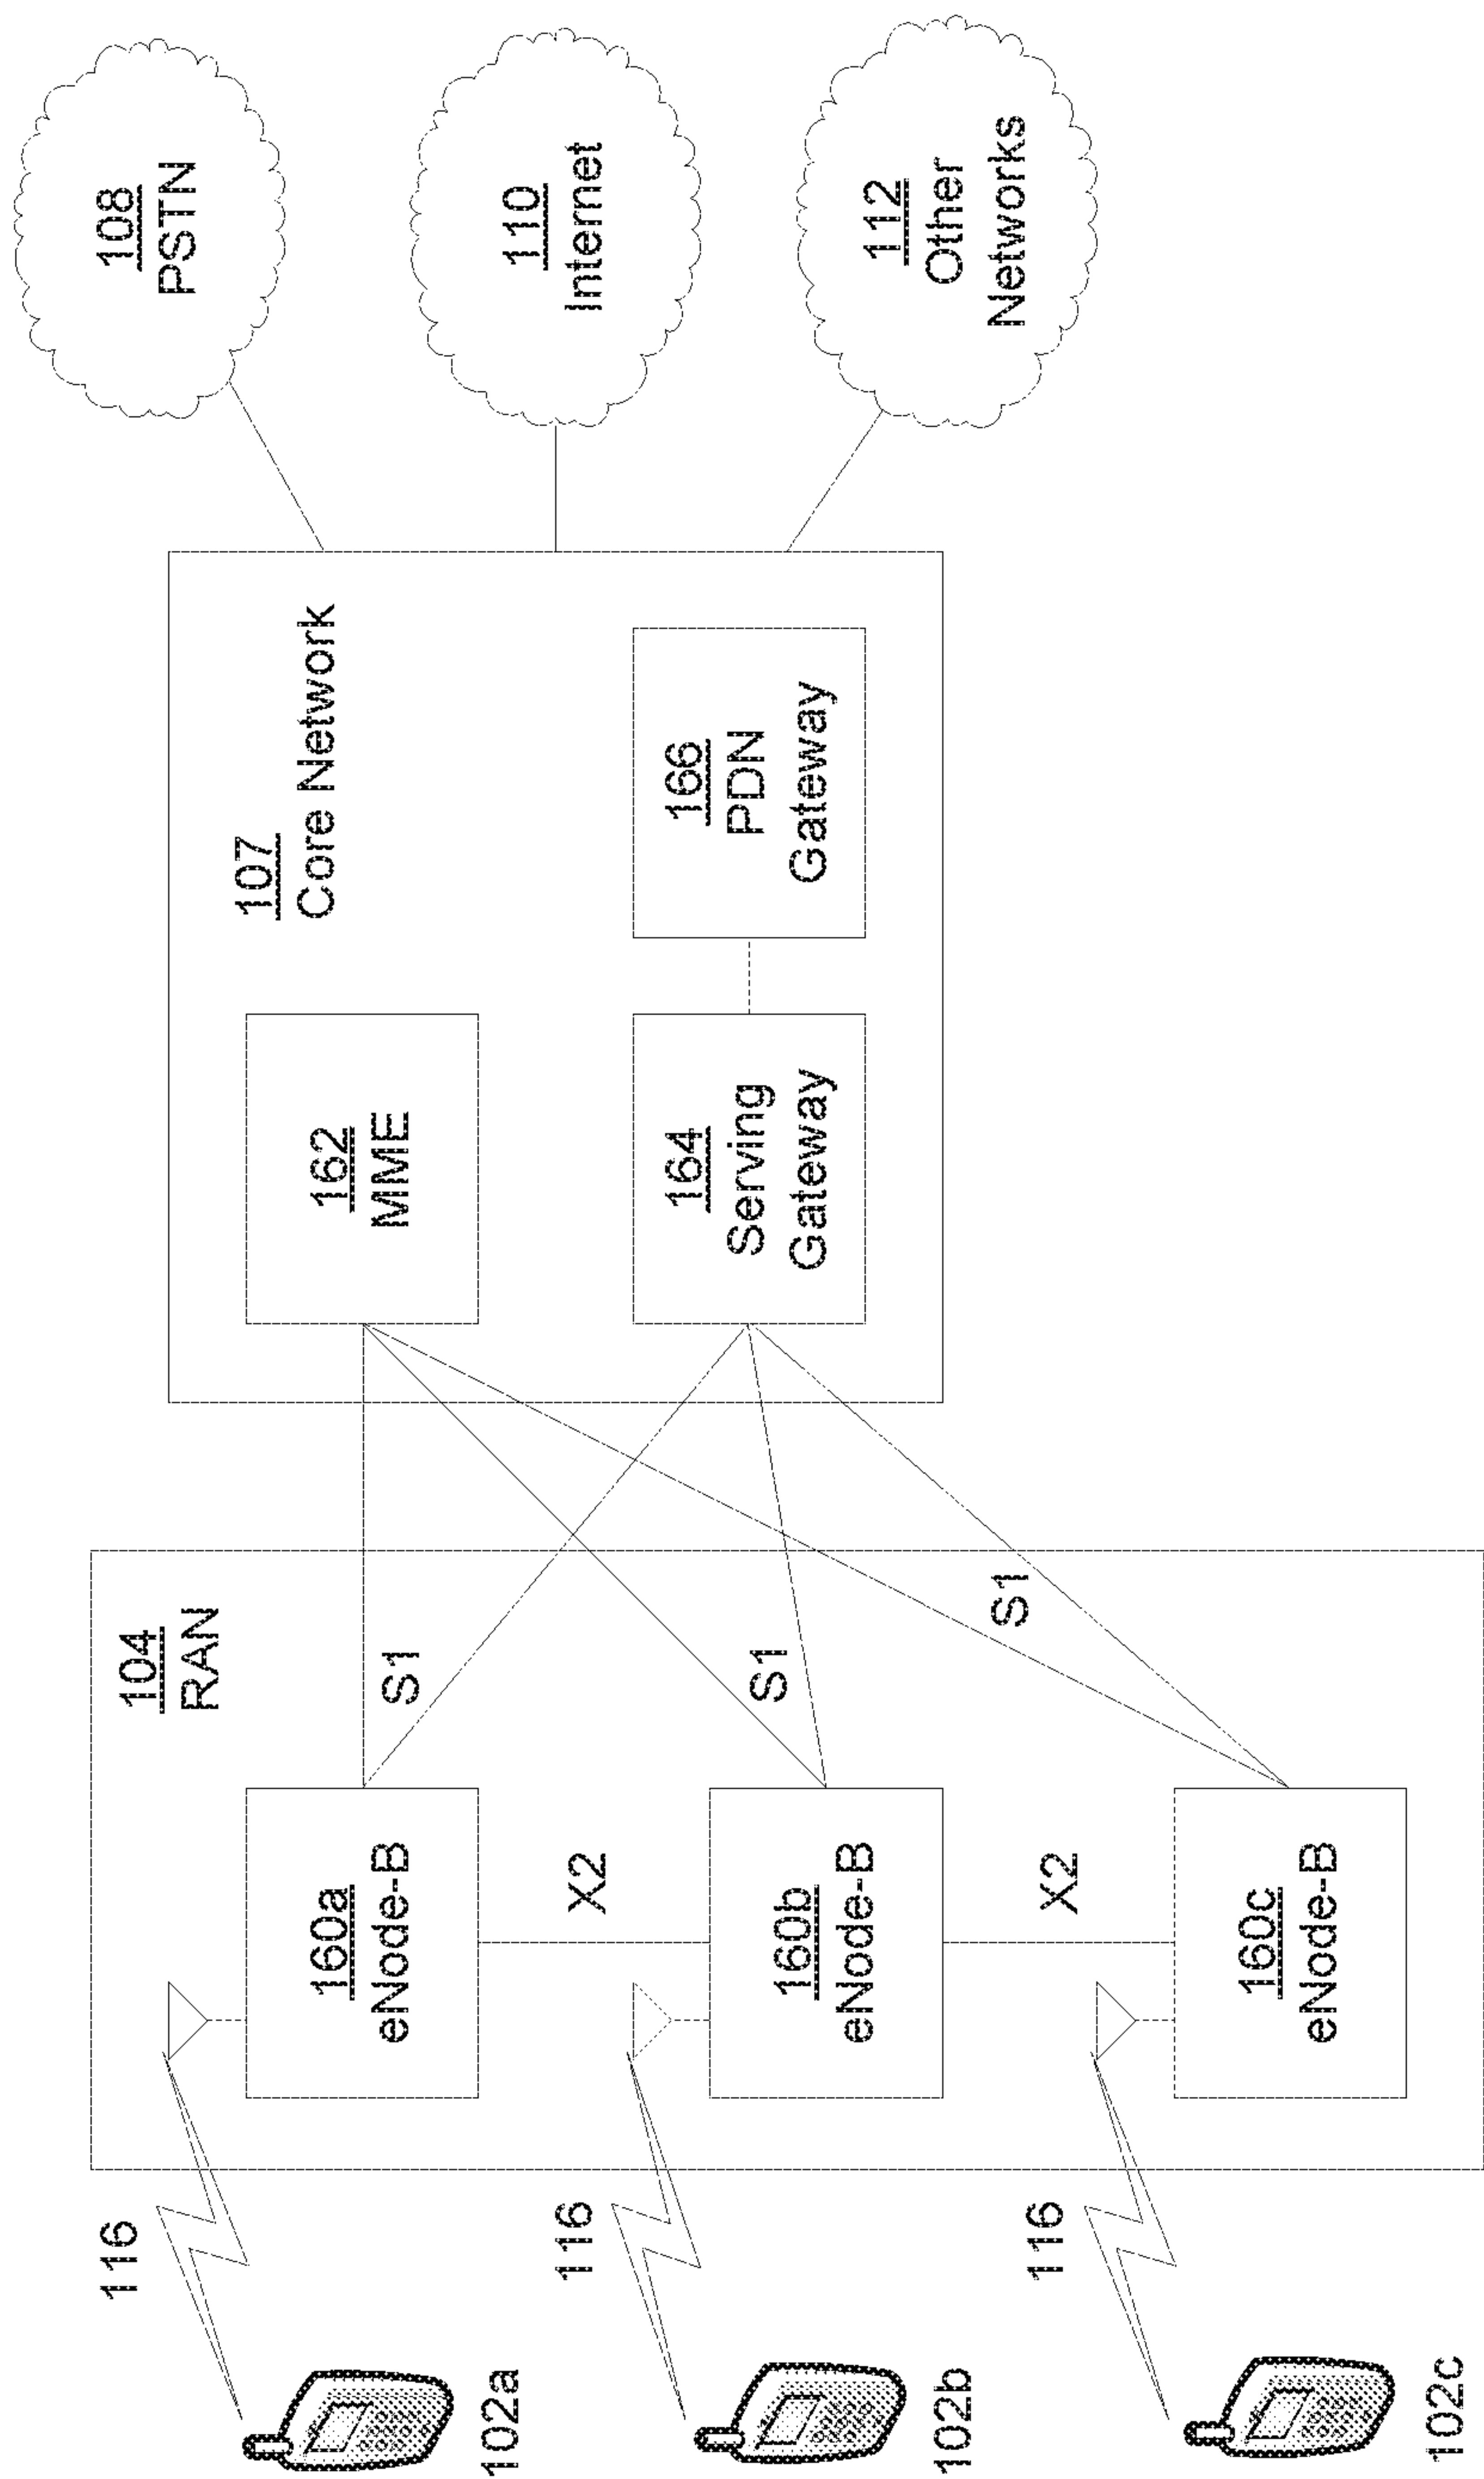 116
102a
116
102b
116
102c
104
RAN
160a
eNode-B
X2
160b
eNode-B
X2
160c
eNode-B
S1
S1
S1
107
Core Network
162
MME
164
Serving
Gateway
166
PDN
Gateway
108
PSTN
110
Internet
112
Other
Networks